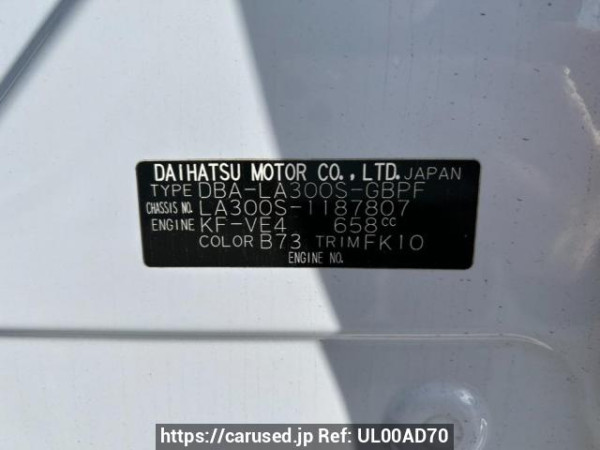 DAIHATSU MOTOR CO., LTD. JAPAN
TYPE DBA-LA300S-GBPF
CHASSIS NO. LA300S-1187807
ENGINE KF-VE4 658cc
COLOR B73 TRIM FK10
ENGINE NO.
https://carused.jp Ref: UL00AD70